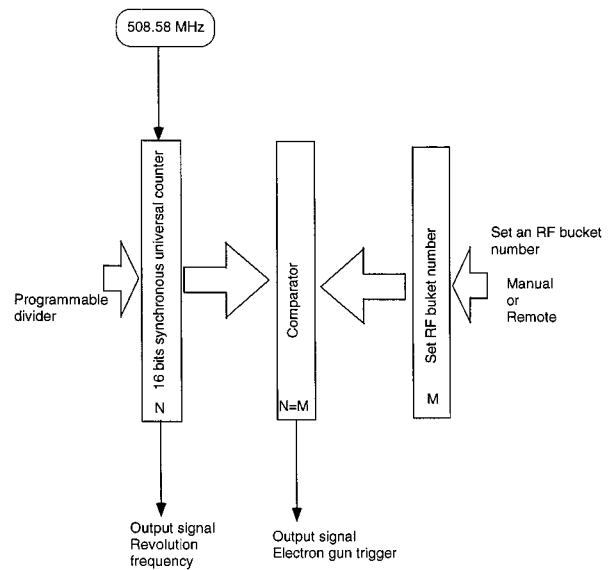 508.58 MHz
16 bits synchronous universal counter
N
Comparator
N=M
Set RF buket number
M
Programmable
divider
Set an RF bucket
number
Manual
or
Remote
Output signal
Revolution
frequency
Output signal
Electron gun trigger